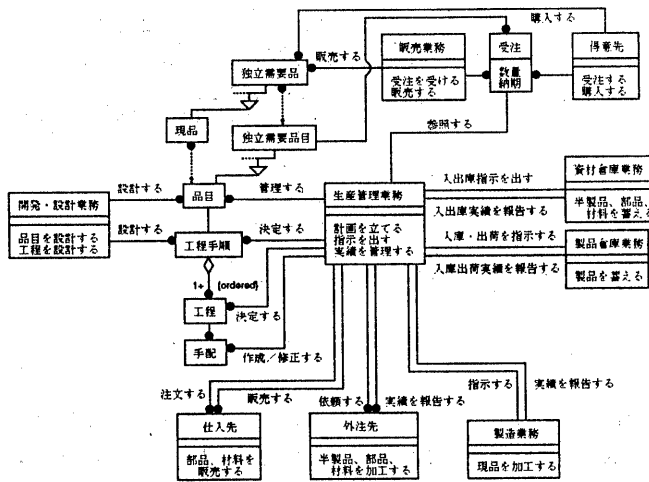 購入する
販売業務
受注を受ける
販売する
受注
数量
納期
得意先
受注する
購入する
販売する
独立需要品
現品
独立需要品目
参照する
入出庫指示を出す
資材倉庫業務
半製品、部品、
材料を蓄える
設計する
品目
管理する
生産管理業務
計画を立てる
指示を出す
実績を管理する
入出庫実績を報告する
開発・設計業務
品目を設計する
工程を設計する
設計する
工程手順
決定する
入庫・出荷を指示する
製品倉庫業務
製品を蓄える
入庫出荷実績を報告する
1+
{ordered}
工程
決定する
手配
作成／修正する
注文する
販売する
依頼する
実績を報告する
指示する
実績を報告する
仕入先
部品、材料を
販売する
外注先
半製品、部品、
材料を加工する
製造業務
現品を加工する